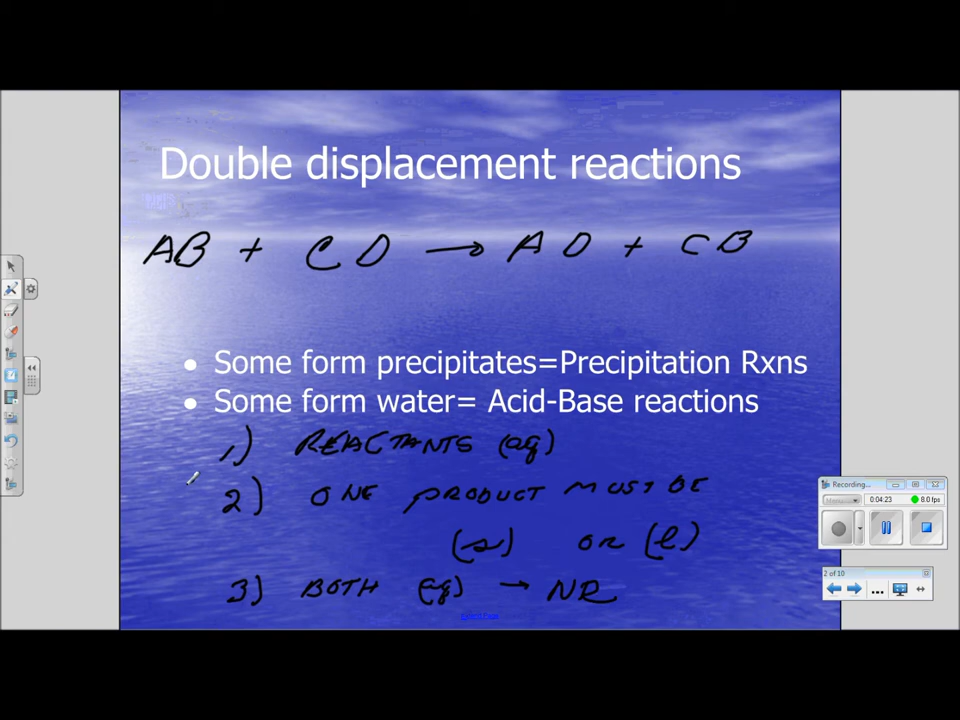 Double displacement reactions
AB + CD → AD + CB
• Some form precipitates=Precipitation Rxns
• Some form water= Acid-Base reactions
1) REACTANTS (aq)
2) ONE PRODUCT MUST BE
(s) OR (l)
3) BOTH (aq) → NR
Recording...
0:04:23
8.0 fps
2 of 10
...